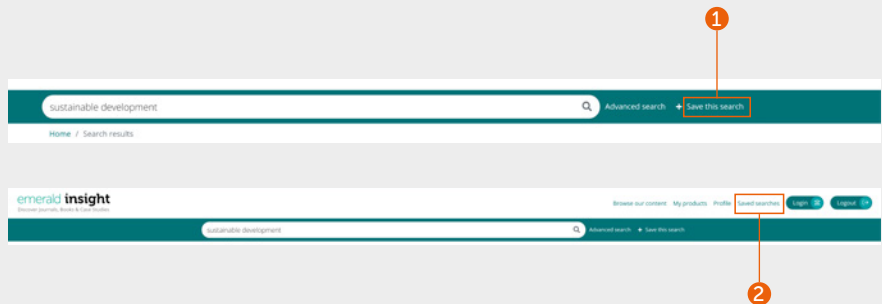 1
sustainable development Advanced search + Save this search
Home / Search results
emerald insight
Discover Journals, Books & Case Studies
Browse our content My products Profile Saved searches Login Logout
sustainable development Advanced search + Save this search
2